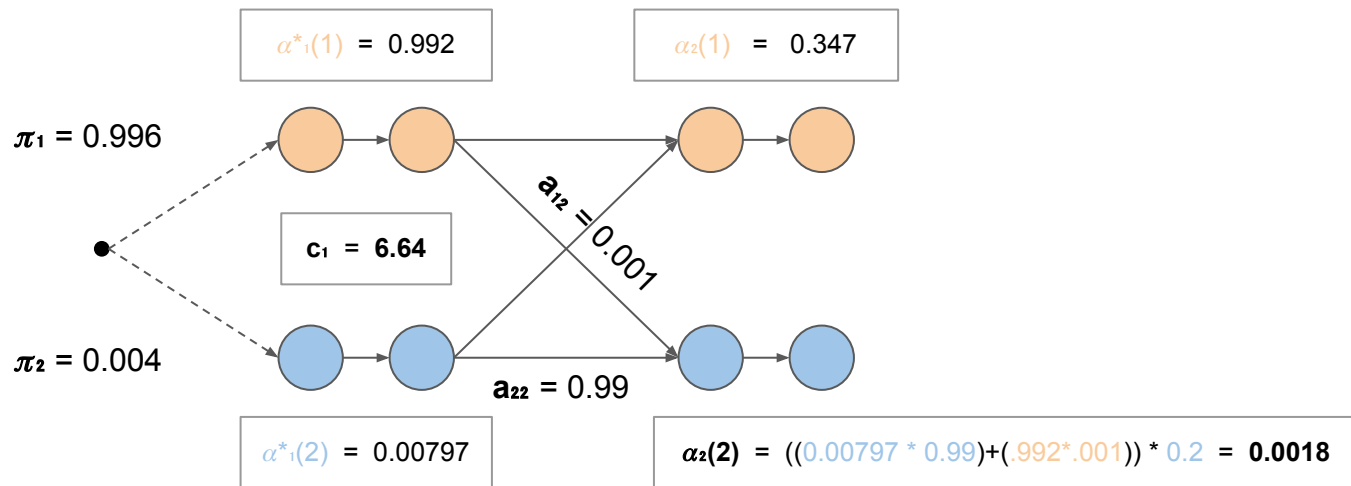 α*₁(1) = 0.992
α₂(1) = 0.347
π₁ = 0.996
a₁₂ = 0.001
c₁ = 6.64
π₂ = 0.004
a₂₂ = 0.99
α*₁(2) = 0.00797
α₂(2) = ((0.00797 * 0.99)+(.992*.001)) * 0.2 = 0.0018